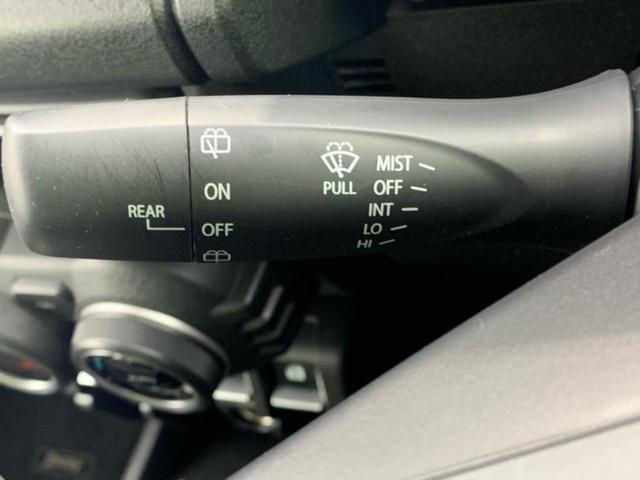 MIST
ON
PULL OFF
REAR
OFF
INT
LO
HI